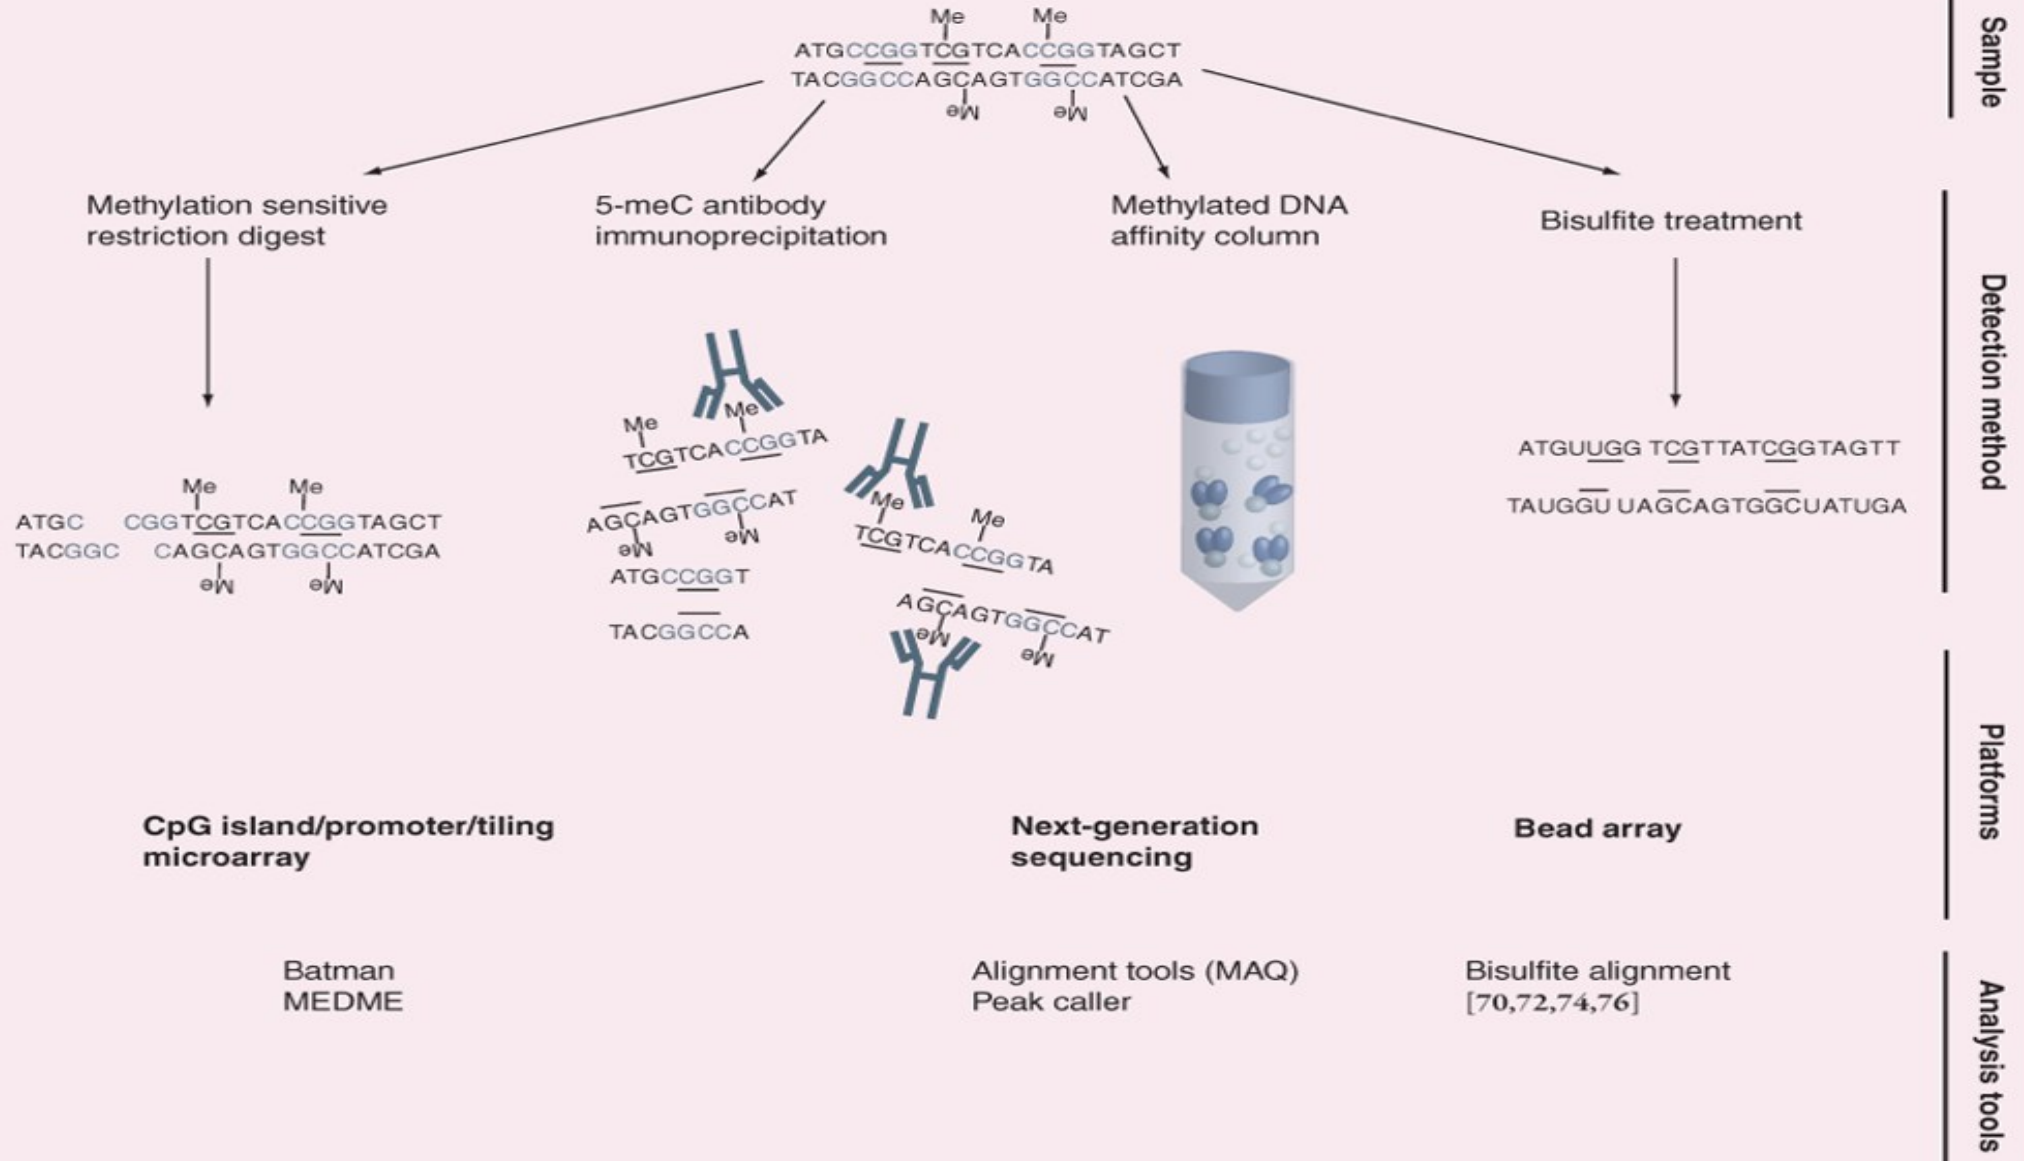 Me Me
ATGCCGGTCGTCACCGGTAGCT
TACGGCCAGCAGTGGCCATCGA
Me Me
Sample
Methylation sensitive
restriction digest
5-meC antibody
immunoprecipitation
Methylated DNA
affinity column
Bisulfite treatment
Detection method
Me Me
ATGC CGGTCGTCACCGGTAGCT
TACGGC CAGCAGTGGCCATCGA
Me Me
Me Me
TCGTCACCGGTA
AGCAGTGGCCAT
Me Me
ATGCCGGT
TACGGCCA
Me Me
TCGTCACCGGTA
AGCAGTGGCCAT
Me Me
ATGUUGG TCGTTATCGGTAGTT
TAUGGU UAGCAGTGGCUATUGA
Platforms
CpG island/promoter/tiling
microarray
Next-generation
sequencing
Bead array
Batman
MEDME
Alignment tools (MAQ)
Peak caller
Bisulfite alignment
[70,72,74,76]
Analysis tools